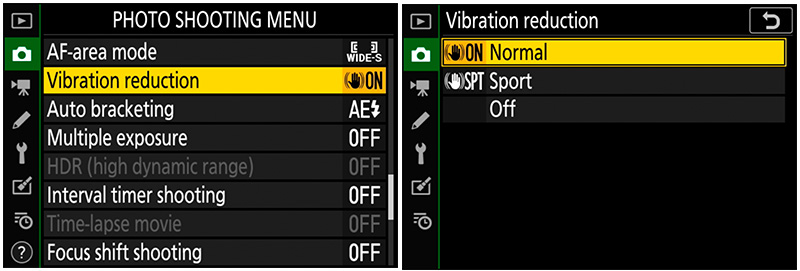 PHOTO SHOOTING MENU
AF-area mode WIDE-S
Vibration reduction ON
Auto bracketing AE
Multiple exposure OFF
HDR (high dynamic range) OFF
Interval timer shooting OFF
Time-lapse movie OFF
Focus shift shooting OFF
?
Vibration reduction
ON Normal
SPT Sport
Off